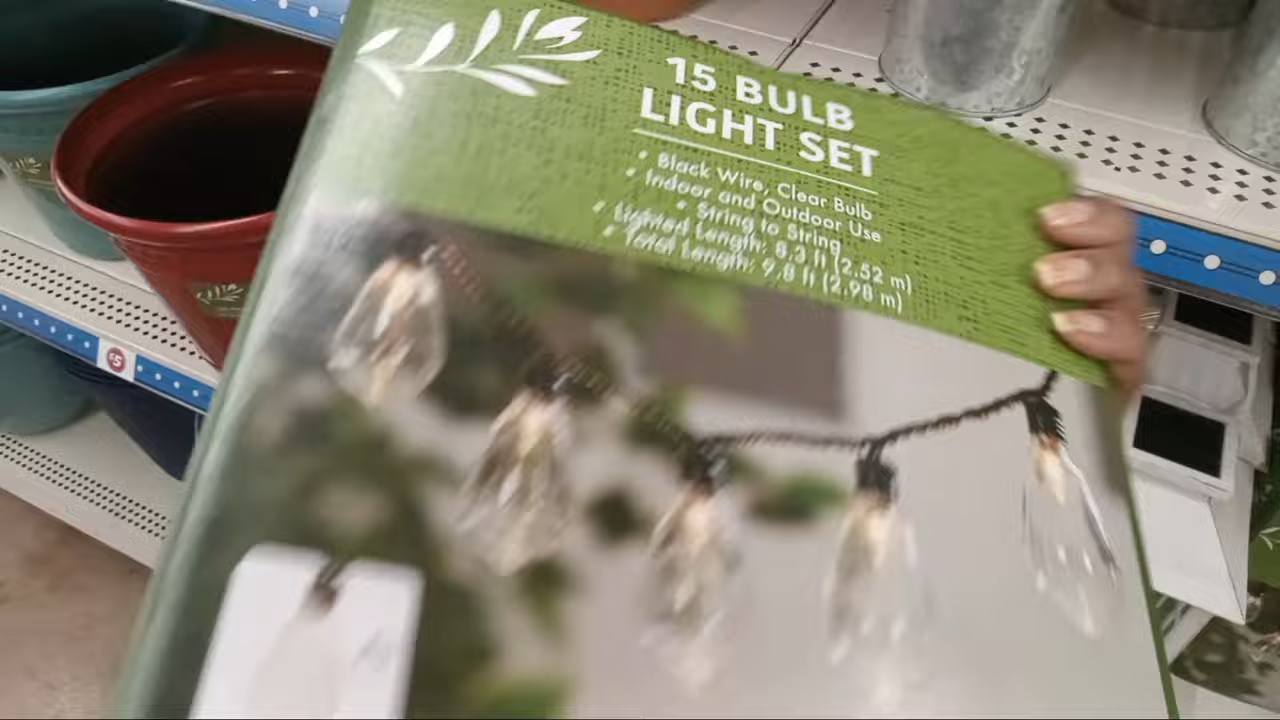 15 BULB
LIGHT SET
• Black Wire, Clear Bulb
• Indoor and Outdoor Use
• String to String
• Lighted Length: 8.3 ft (2.52 m)
• Total Length: 9.8 ft (2.98 m)
$5